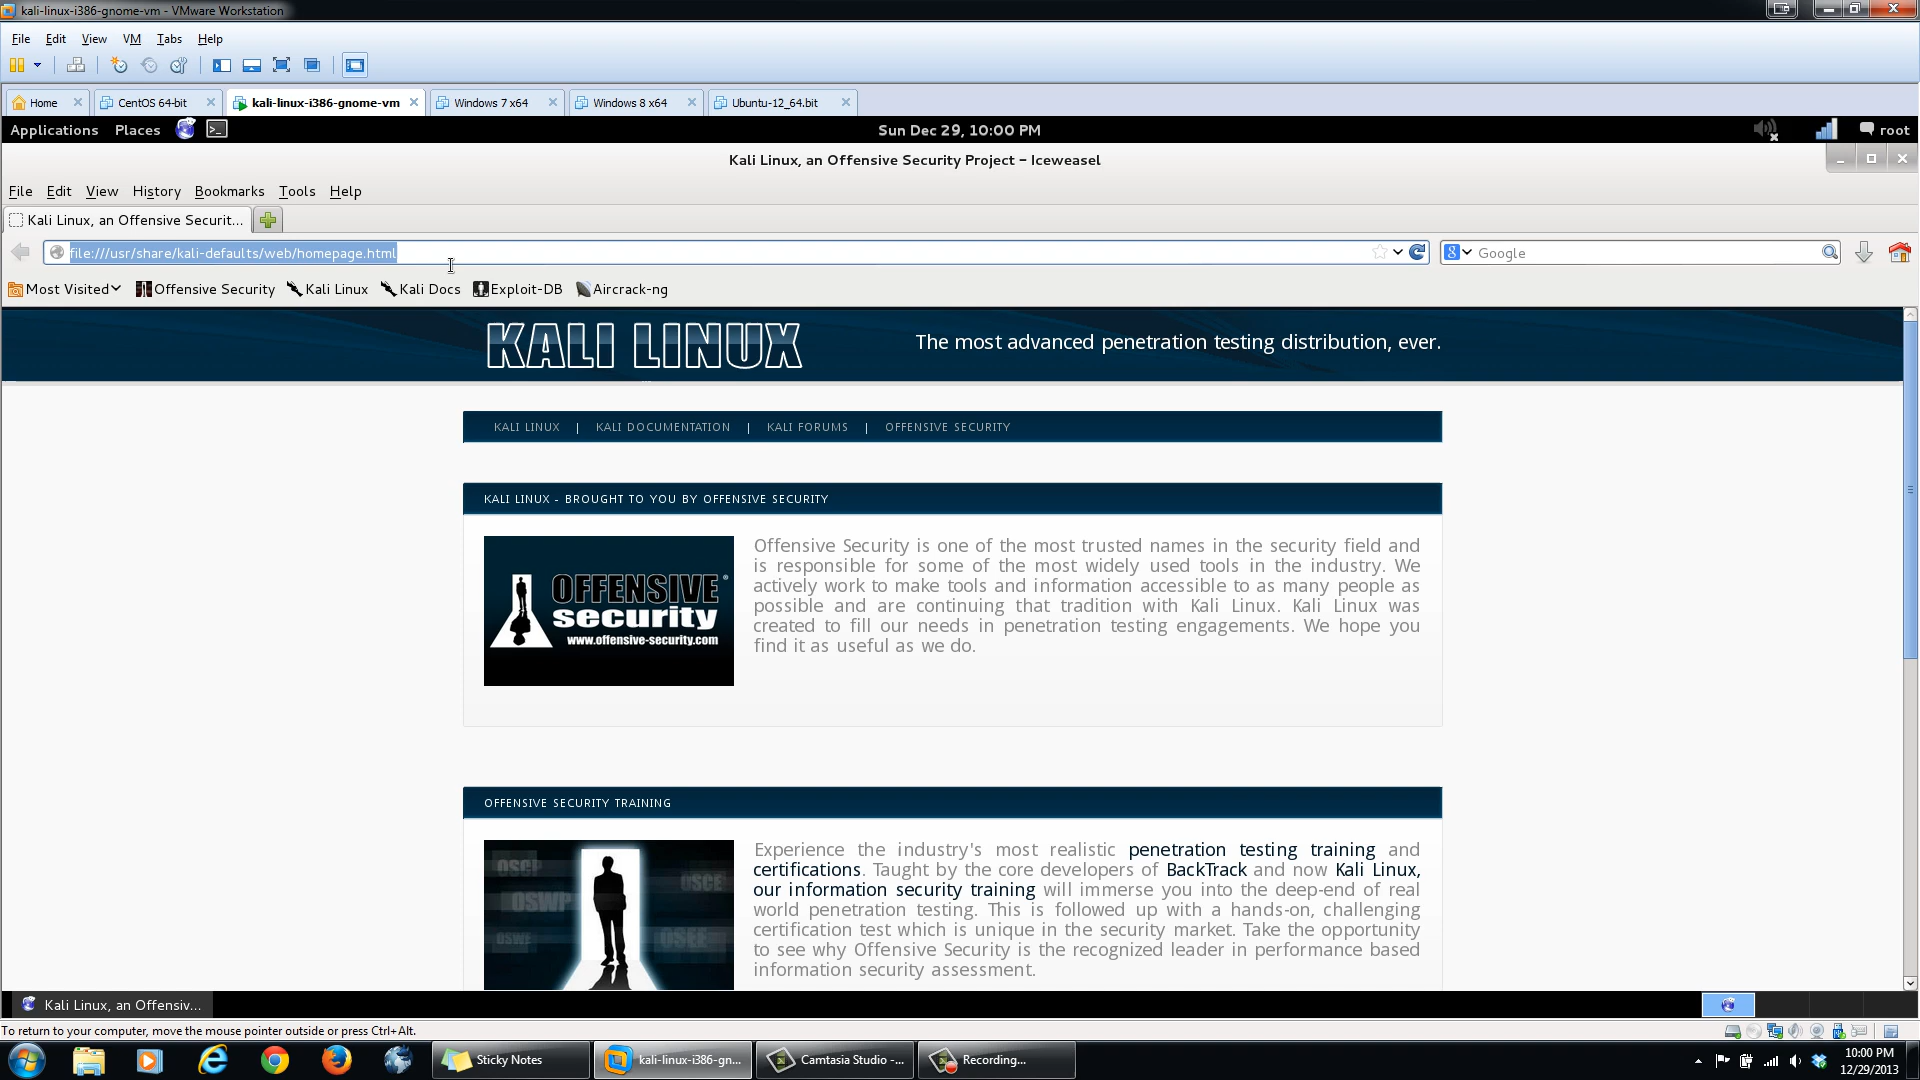 kali-linux-i386-gnome-vm - VMware Workstation
File Edit View VM Tabs Help
Home CentOS 64-bit kali-linux-i386-gnome-vm Windows 7 x64 Windows 8 x64 Ubuntu-12_64.bit
Applications Places Sun Dec 29, 10:00 PM root
Kali Linux, an Offensive Security Project – Iceweasel
File Edit View History Bookmarks Tools Help
Kali Linux, an Offensive Securit...
file:///usr/share/kali-defaults/web/homepage.html 8 Google
Most Visited Offensive Security Kali Linux Kali Docs Exploit-DB Aircrack-ng
KALI LINUX The most advanced penetration testing distribution, ever.
KALI LINUX | KALI DOCUMENTATION | KALI FORUMS | OFFENSIVE SECURITY
KALI LINUX - BROUGHT TO YOU BY OFFENSIVE SECURITY
OFFENSIVE®
security
www.offensive-security.com
Offensive Security is one of the most trusted names in the security field and
is responsible for some of the most widely used tools in the industry. We
actively work to make tools and information accessible to as many people as
possible and are continuing that tradition with Kali Linux. Kali Linux was
created to fill our needs in penetration testing engagements. We hope you
find it as useful as we do.
OFFENSIVE SECURITY TRAINING
OSCP OSCE
OSWP
OSWE OSEE
Experience the industry's most realistic penetration testing training and
certifications. Taught by the core developers of BackTrack and now Kali Linux,
our information security training will immerse you into the deep-end of real
world penetration testing. This is followed up with a hands-on, challenging
certification test which is unique in the security market. Take the opportunity
to see why Offensive Security is the recognized leader in performance based
information security assessment.
Kali Linux, an Offensiv...
To return to your computer, move the mouse pointer outside or press Ctrl+Alt.
Sticky Notes kali-linux-i386-gn... Camtasia Studio -... Recording... 10:00 PM
12/29/2013